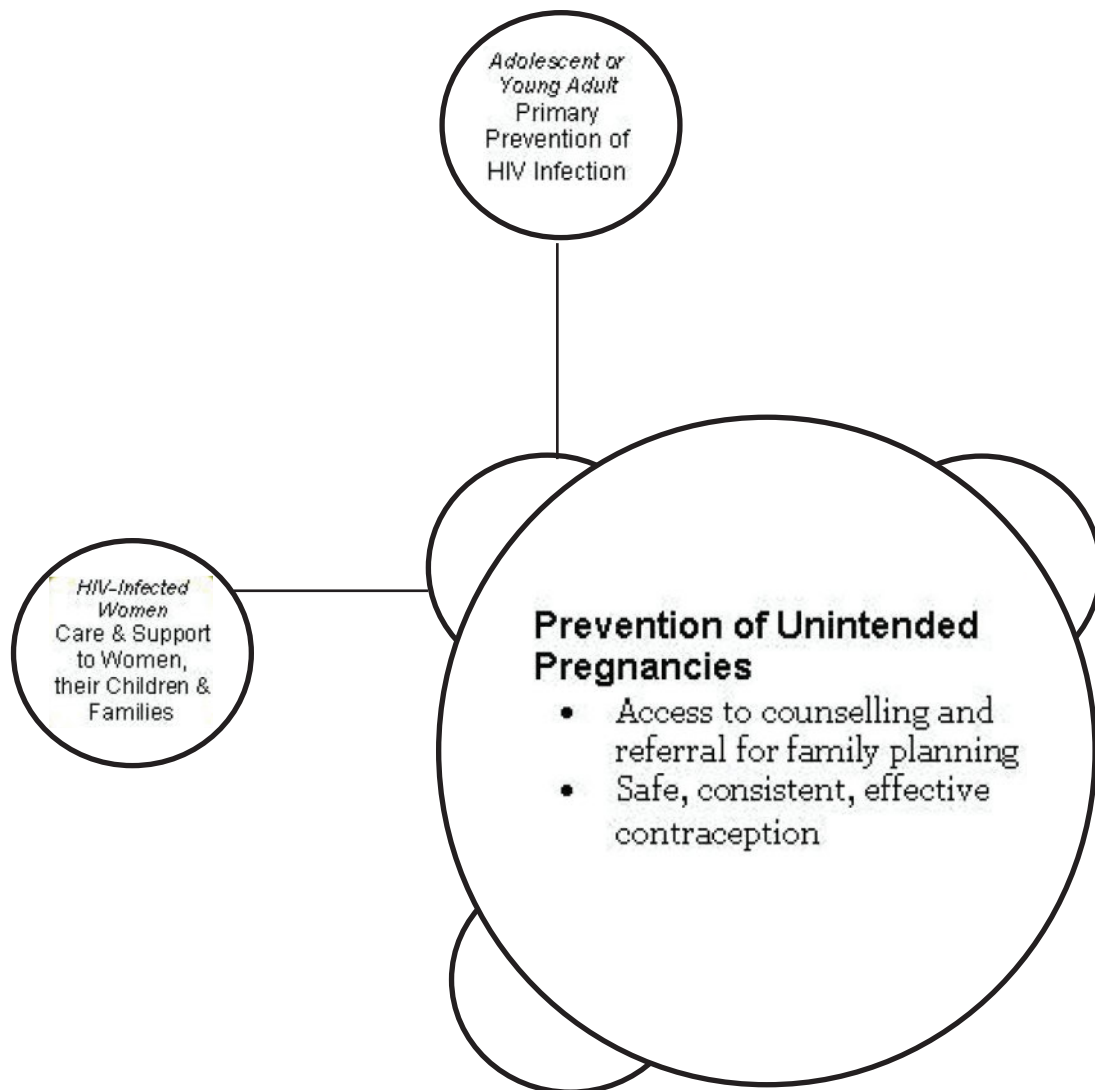 Adolescent or
Young Adult
Primary
Prevention of
HIV Infection
HIV-Infected
Women
Care & Support
to Women,
their Children &
Families
Prevention of Unintended
Pregnancies
• Access to counselling and
referral for family planning
• Safe, consistent, effective
contraception